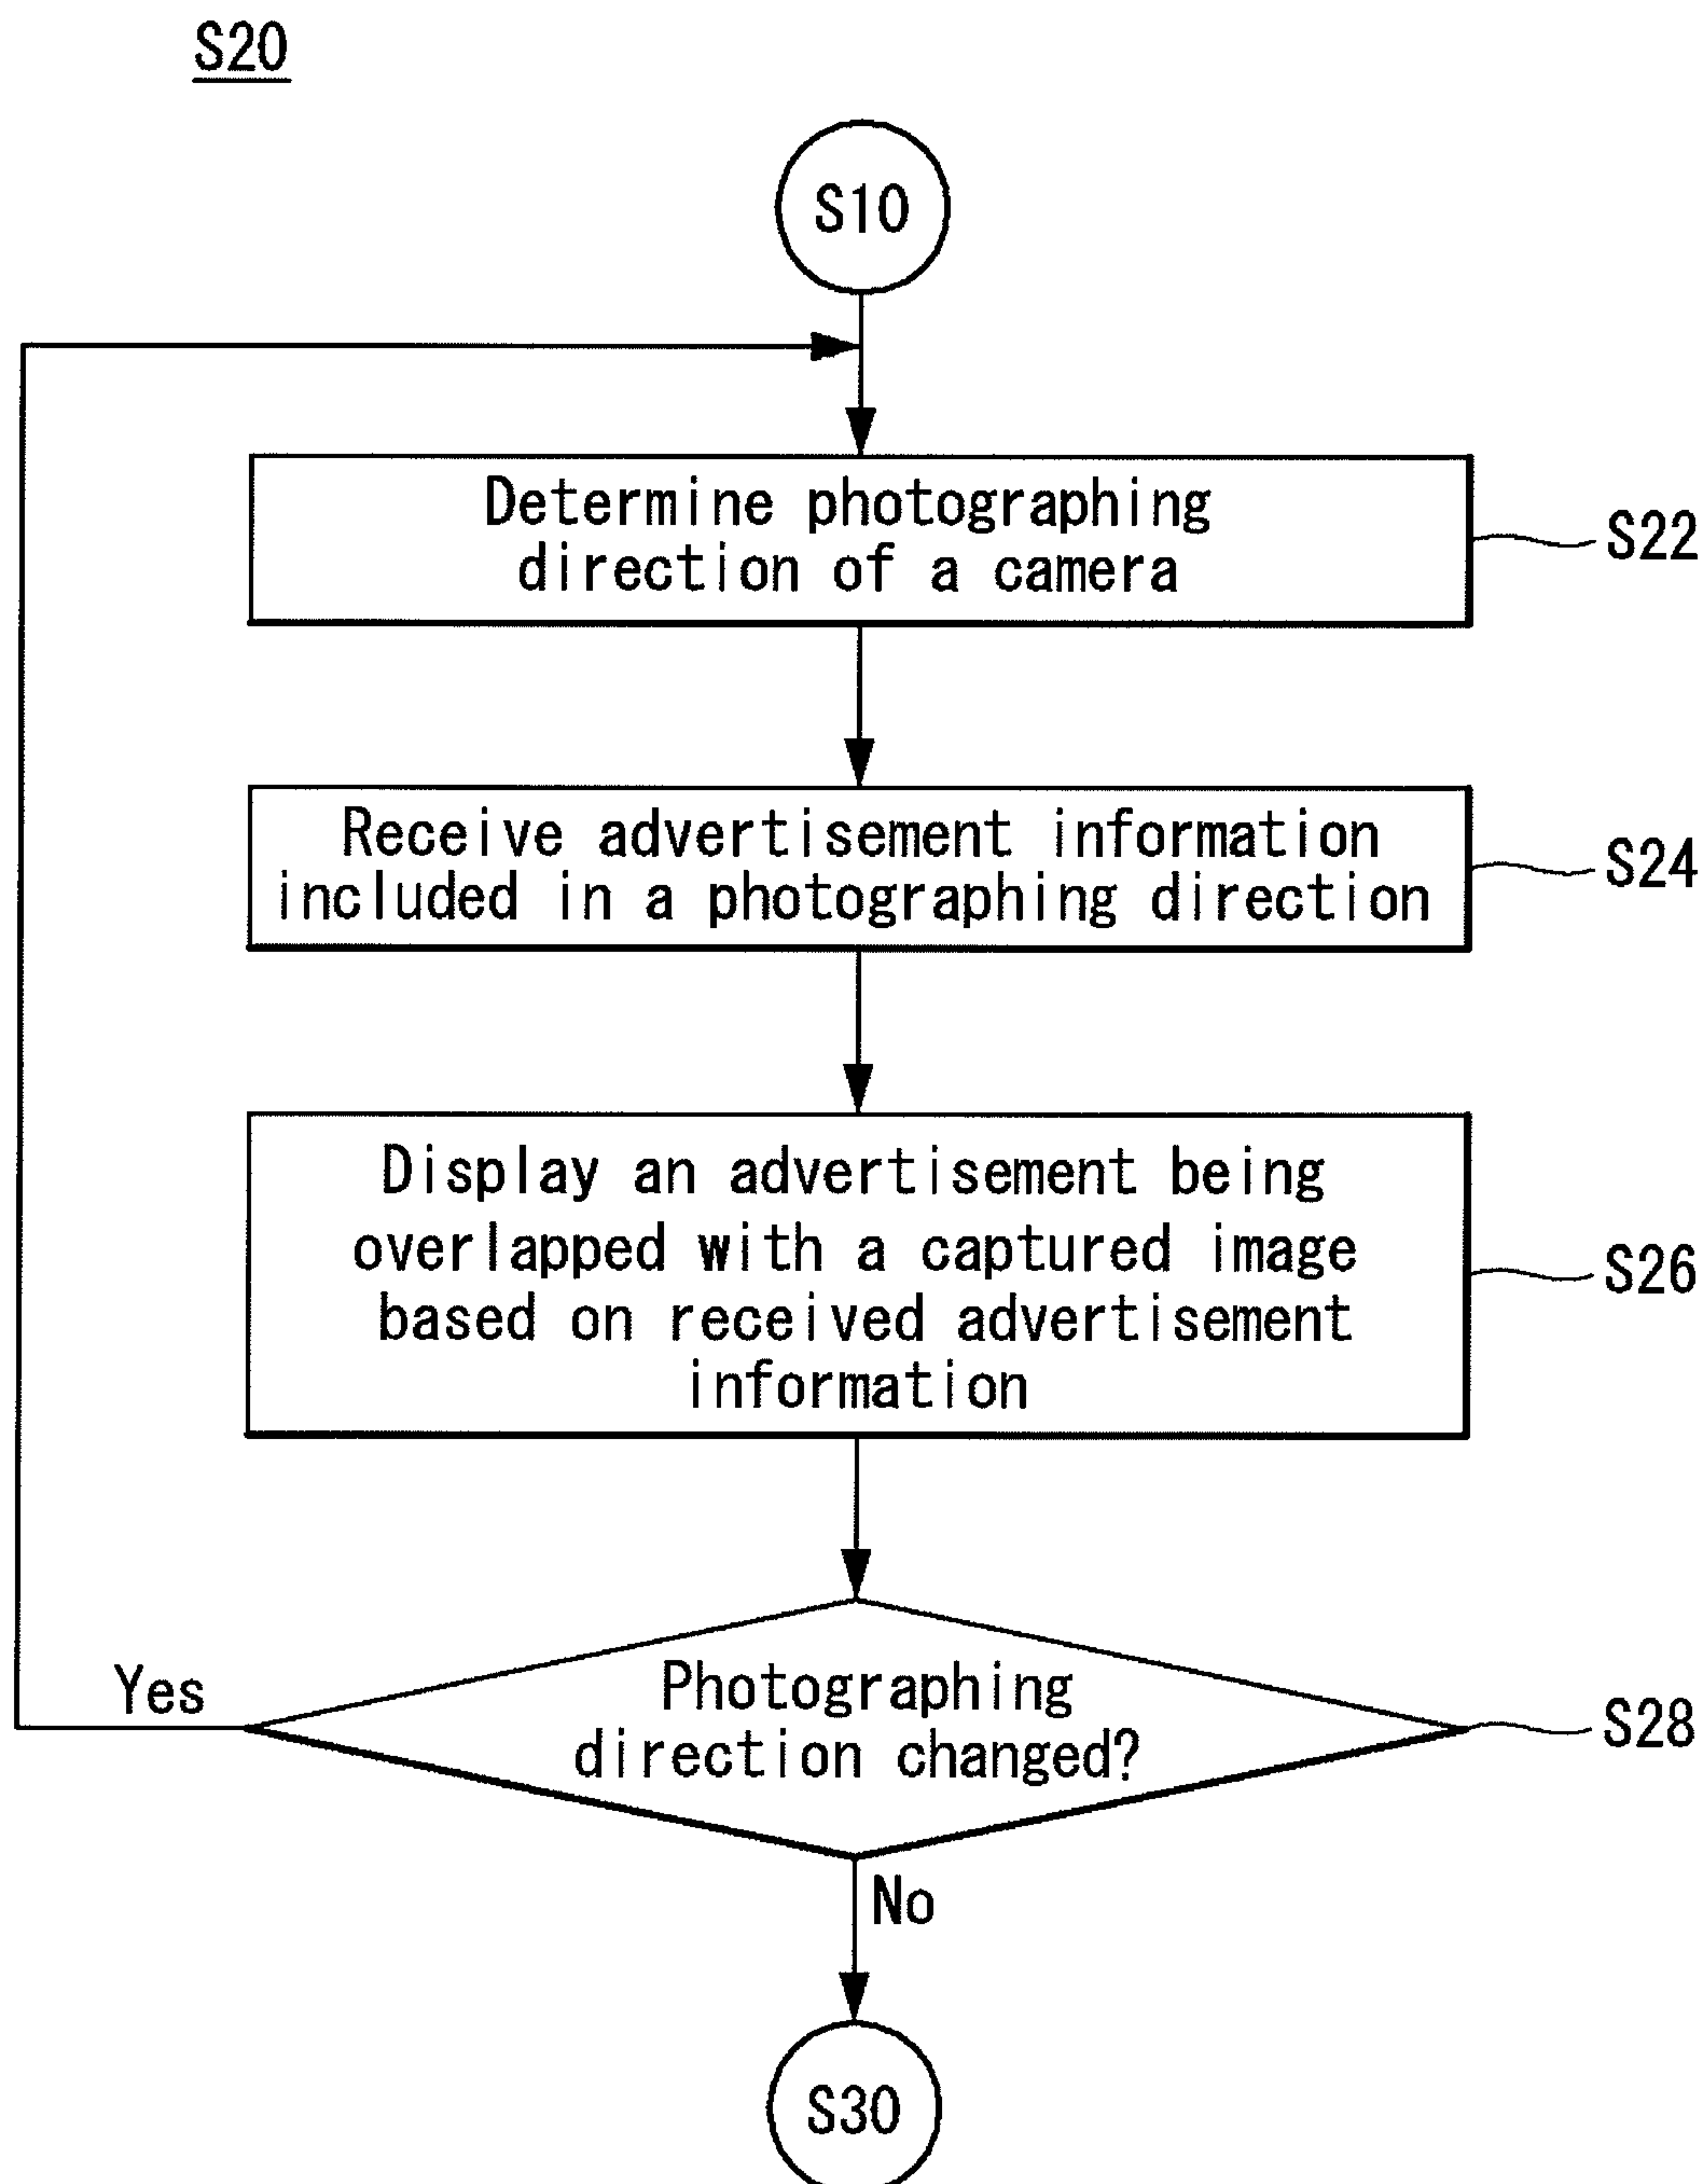 S20
S10
Determine photographing
direction of a camera
S22
Receive advertisement information
included in a photographing direction
S24
Display an advertisement being
overlapped with a captured image
based on received advertisement
information
S26
Photographing
direction changed?
S28
Yes
No
S30